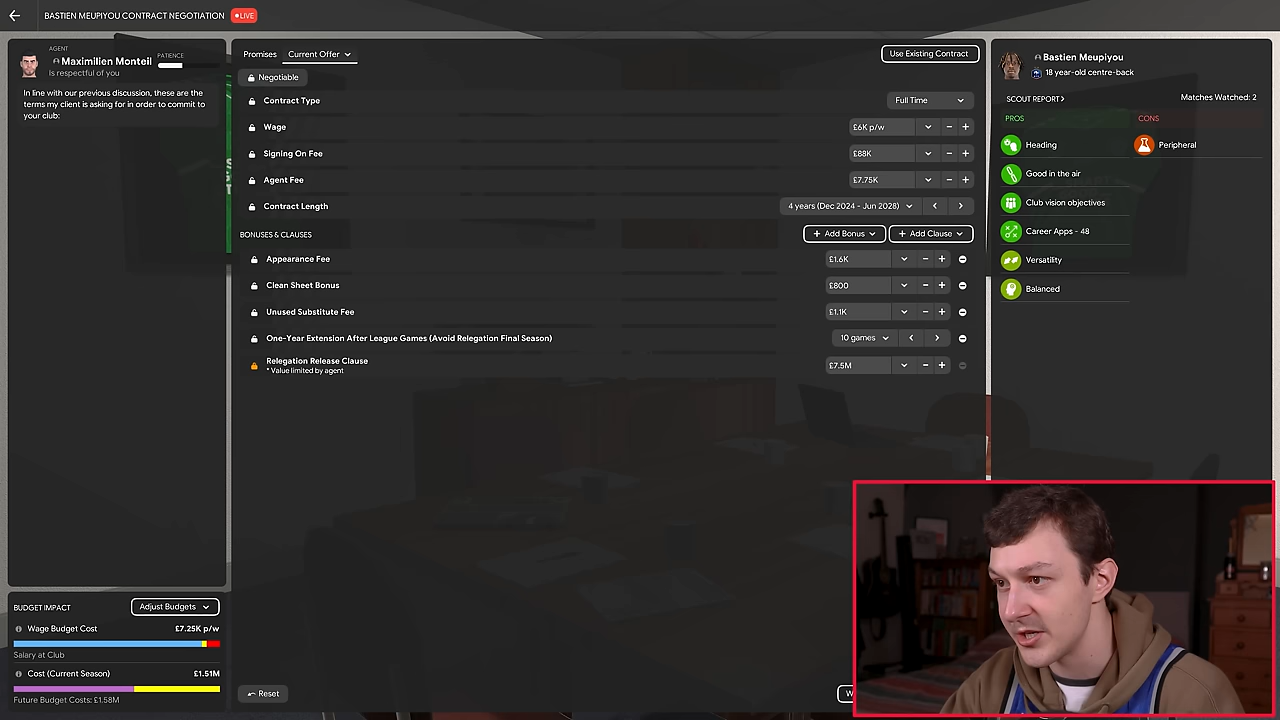 BASTIEN MEUPIYOU CONTRACT NEGOTIATION LIVE
AGENT
Maximilien Monteil
PATIENCE
Is respectful of you
In line with our previous discussion, these are the
terms my client is asking for in order to commit to
your club:
BUDGET IMPACT
Adjust Budgets
Wage Budget Cost £7.25K p/w
Salary at Club
Cost (Current Season) £1.51M
Future Budget Costs: £1.58M
Promises Current Offer
Use Existing Contract
Negotiable
Contract Type Full Time
Wage £6K p/w
Signing On Fee £88K
Agent Fee £7.75K
Contract Length 4 years (Dec 2024 - Jun 2028)
BONUSES & CLAUSES + Add Bonus + Add Clause
Appearance Fee £1.6K
Clean Sheet Bonus £800
Unused Substitute Fee £1.1K
One-Year Extension After League Games (Avoid Relegation Final Season) 10 games
Relegation Release Clause £7.5M
* Value limited by agent
Reset
Bastien Meupiyou
18 year-old centre-back
SCOUT REPORT > Matches Watched: 2
PROS CONS
Heading Peripheral
Good in the air
Club vision objectives
Career Apps - 48
Versatility
Balanced